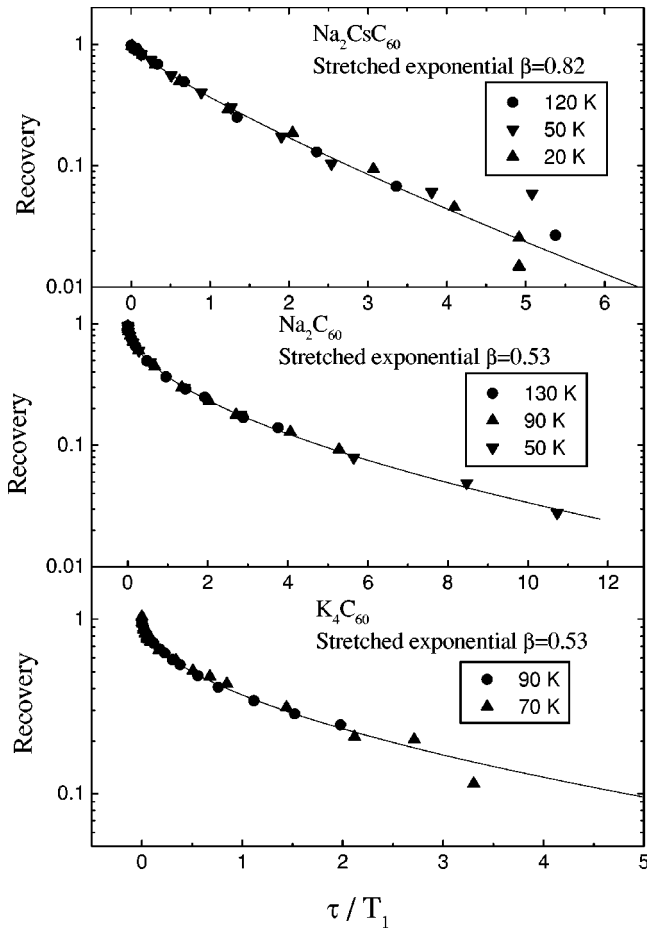 Na₂CsC₆₀
Stretched exponential β=0.82
120 K
50 K
20 K
Recovery
1
0.1
0.01
0 1 2 3 4 5 6
Na₂C₆₀
Stretched exponential β=0.53
130 K
90 K
50 K
Recovery
1
0.1
0.01
0 2 4 6 8 10 12
K₄C₆₀
Stretched exponential β=0.53
90 K
70 K
Recovery
1
0.1
0 1 2 3 4 5
τ / T₁